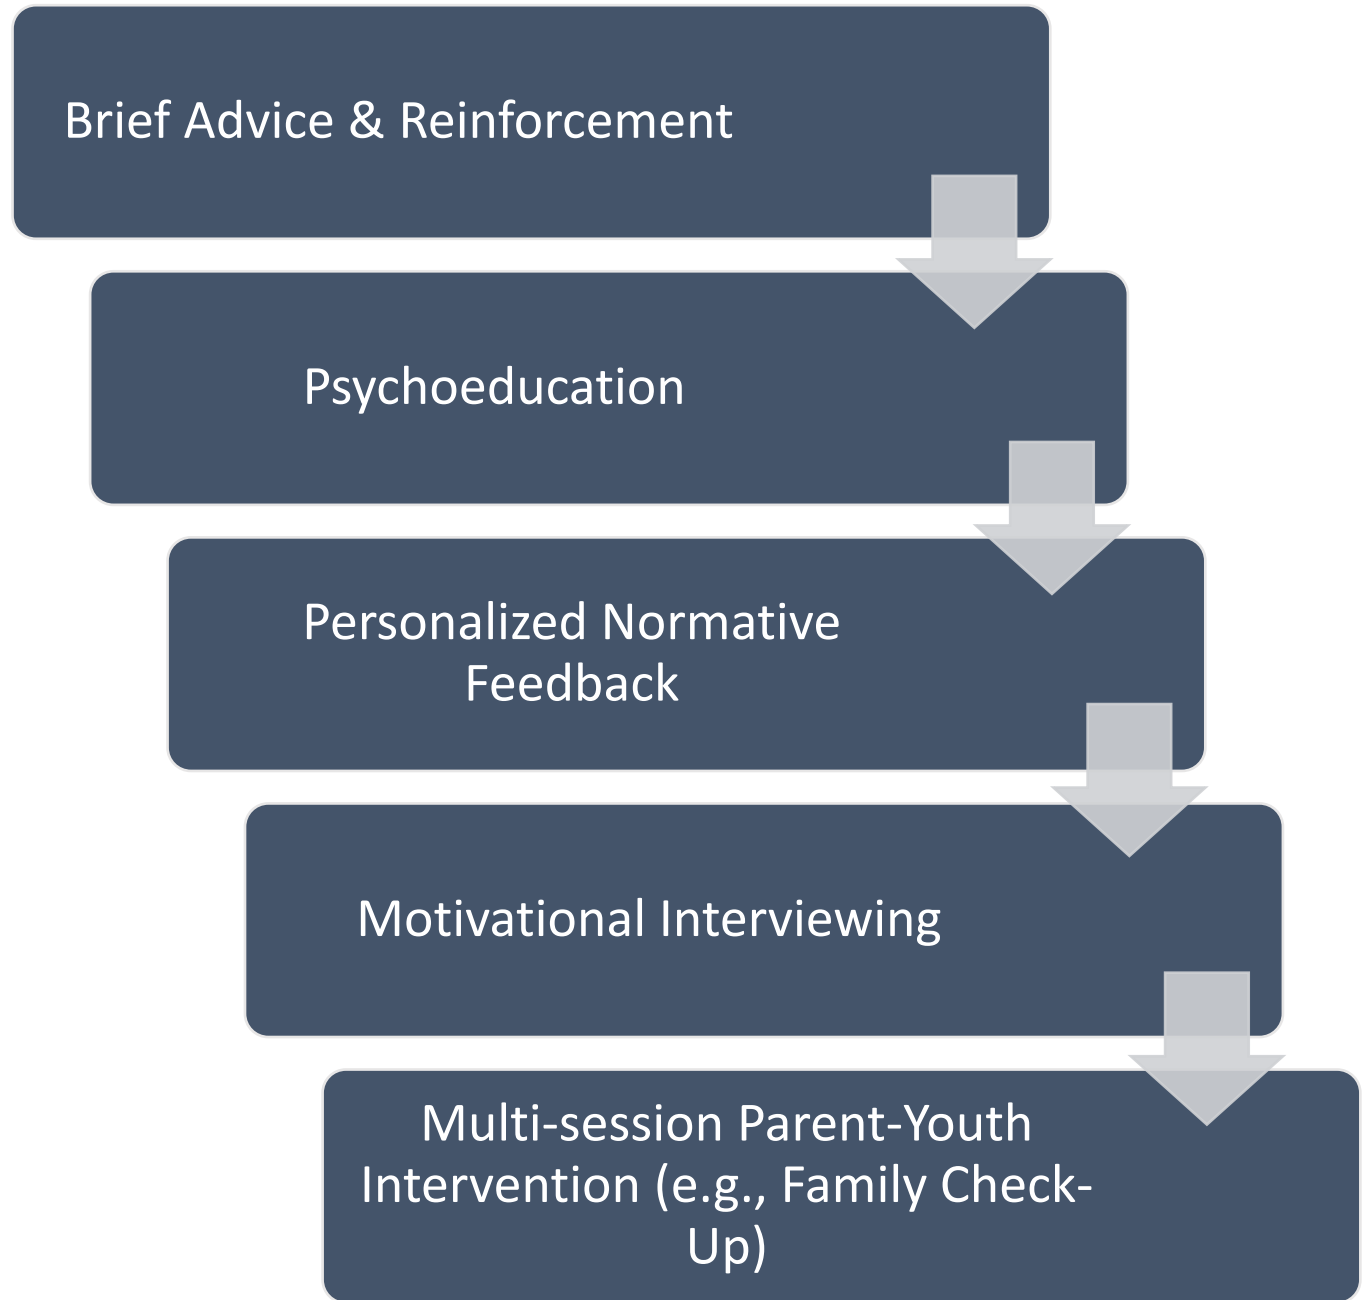 Brief Advice & Reinforcement
Psychoeducation
Personalized Normative
Feedback
Motivational Interviewing
Multi-session Parent-Youth
Intervention (e.g., Family Check-
Up)